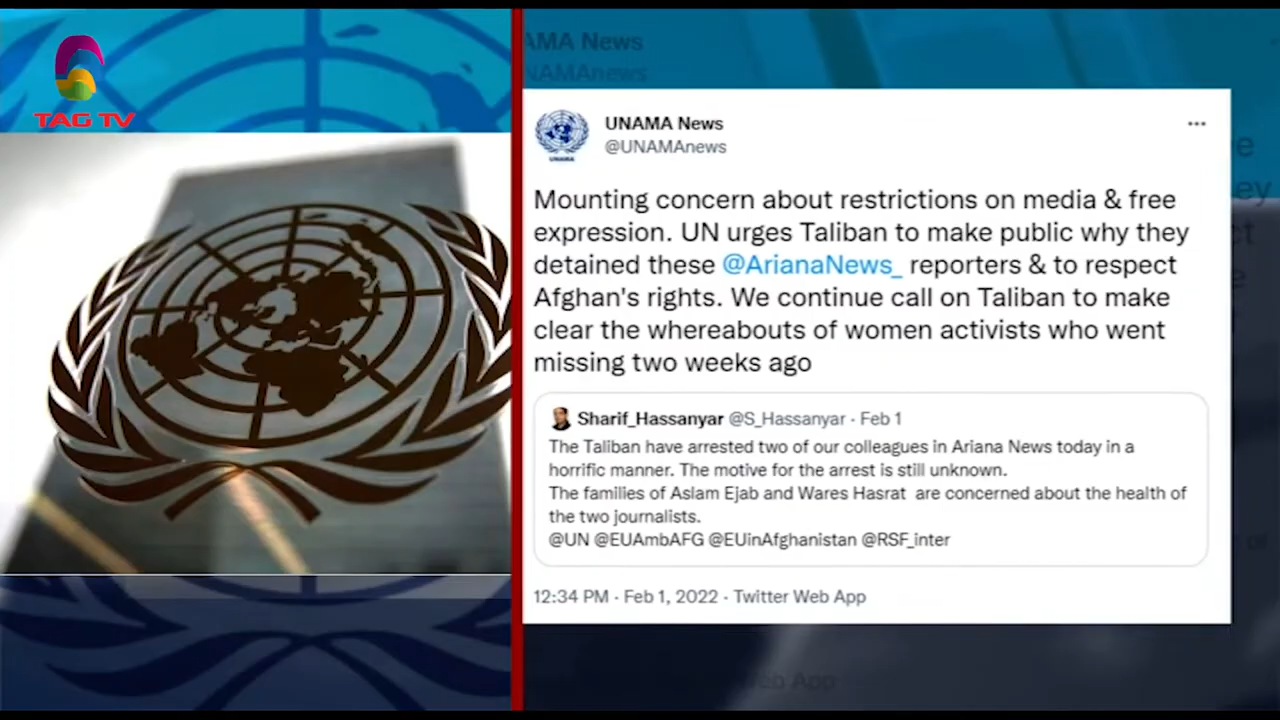 TAG TV
AMA News
NAMAnews
UNAMA News
@UNAMAnews
UNAMA
Mounting concern about restrictions on media & free
expression. UN urges Taliban to make public why they
detained these @ArianaNews_ reporters & to respect
Afghan's rights. We continue call on Taliban to make
clear the whereabouts of women activists who went
missing two weeks ago
Sharif_Hassanyar @S_Hassanyar · Feb 1
The Taliban have arrested two of our colleagues in Ariana News today in a
horrific manner. The motive for the arrest is still unknown.
The families of Aslam Ejab and Wares Hasrat are concerned about the health of
the two journalists.
@UN @EUAmbAFG @EUinAfghanistan @RSF_inter
12:34 PM · Feb 1, 2022 · Twitter Web App